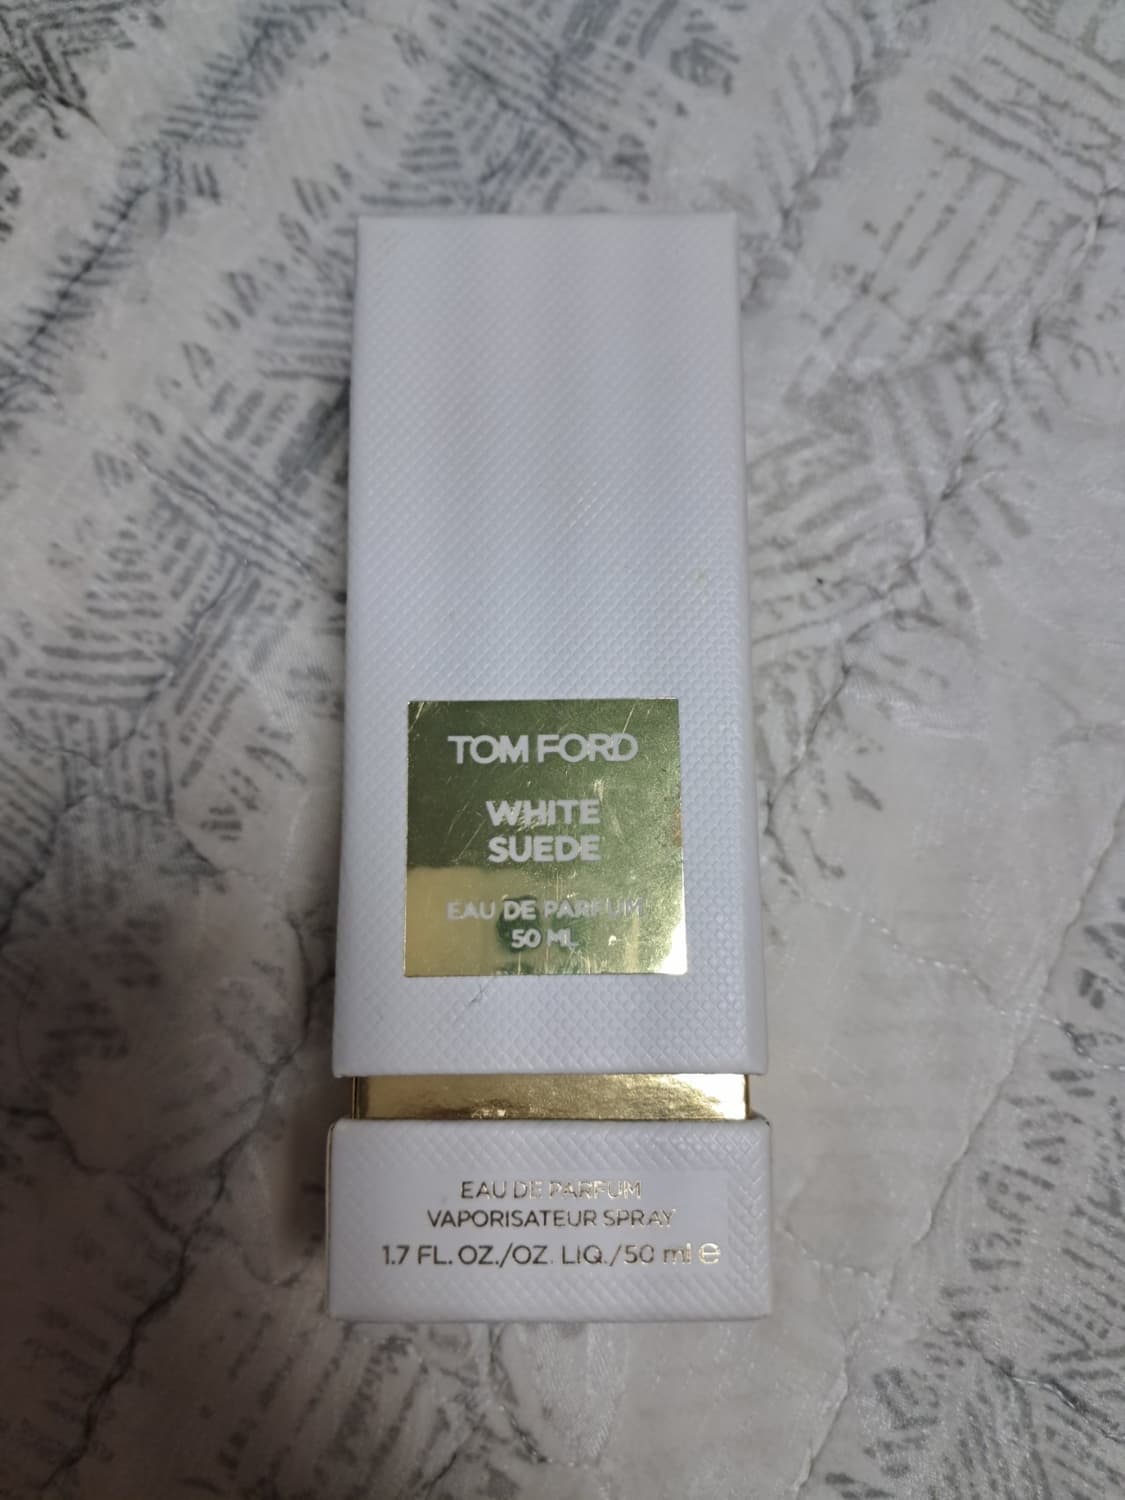 TOM FORD
WHITE
SUEDE
EAU DE PARFUM
50 ML
EAU DE PARFUM
VAPORISATEUR SPRAY
1.7 FL. OZ./OZ. LIQ./50 ml ℮